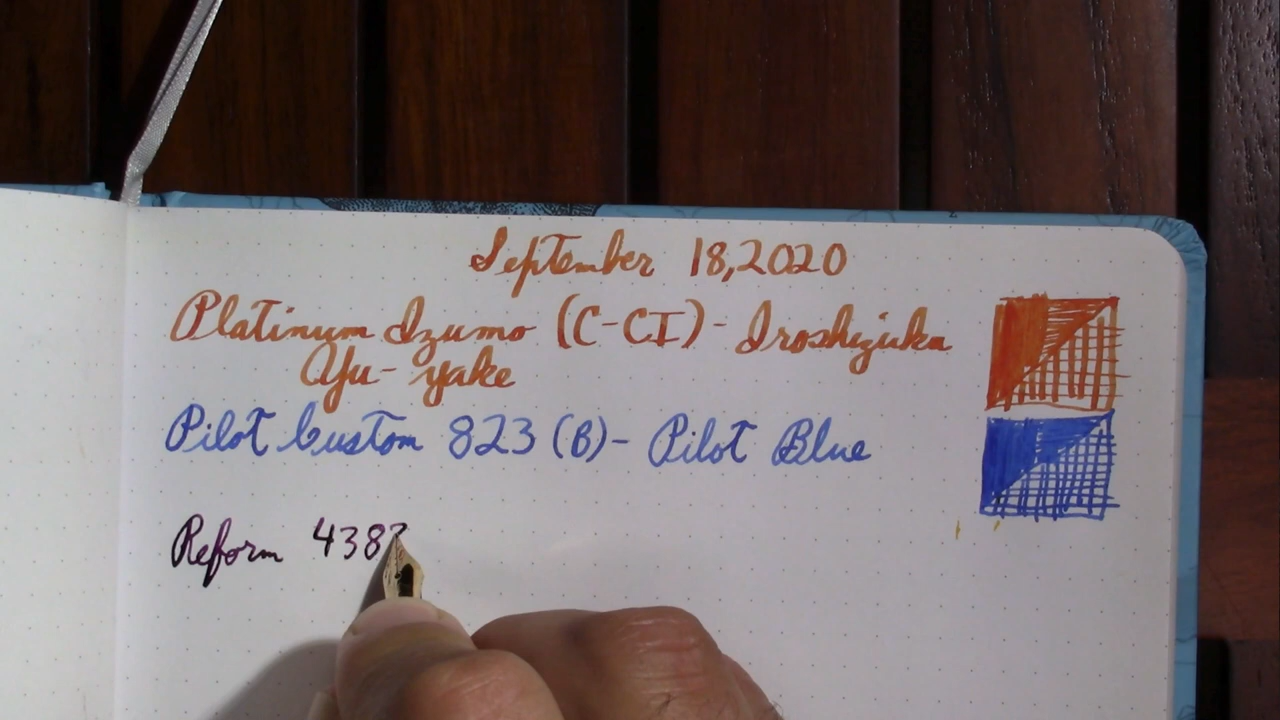 September 18,2020
Platinum Izumo (C-CI)- Iroshizuku
Yu-yake
Pilot Custom 823 (B)- Pilot Blue
Reform 438